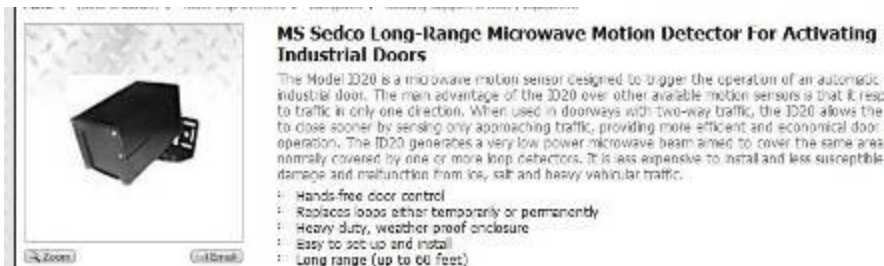 MS Sedco Long-Range Microwave Motion Detector For Activating
Industrial Doors
The Model ID20 is a microwave motion sensor designed to trigger the operation of an automatic
industrial door. The main advantage of the ID20 over other available motion sensors is that it
to traffic in only one direction. When used in doorways with two-way traffic, the ID20 allows the
to close sooner by sensing only approaching traffic, providing more efficient and economical door
operation. The ID20 generates a very low power microwave beam aimed to cover the same area
normally covered by one or more loop detectors. It is less expensive to install and less susceptible
damage and malfunction from ice, salt and heavy vehicular traffic.
Hands-free door control
Replaces loops either temporarily or permanently
Heavy duty, weather proof enclosure
Easy to set up and install
Long range (up to 60 feet)
Zoom
Email